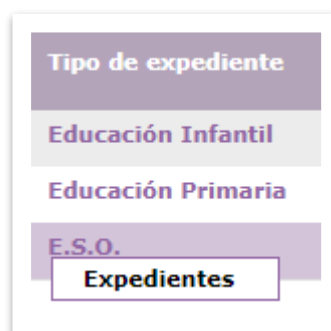 Tipo de expediente
Educación Infantil
Educación Primaria
E.S.O.
Expedientes